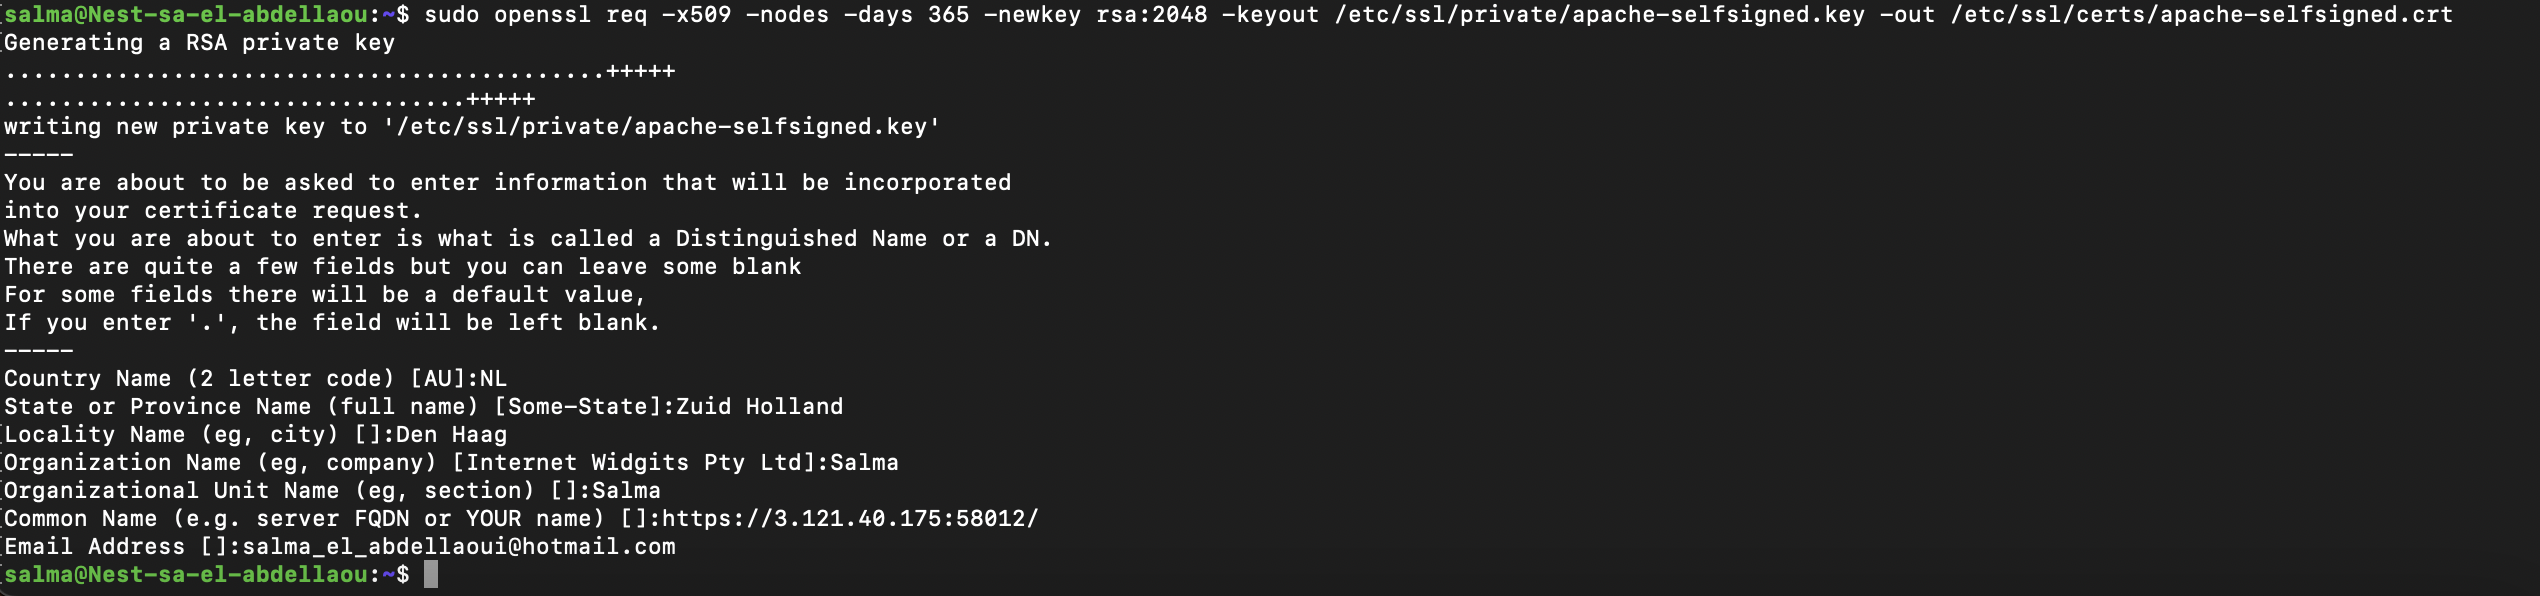 salma@Nest-sa-el-abdellaou:~$ sudo openssl req -x509 -nodes -days 365 -newkey rsa:2048 -keyout /etc/ssl/private/apache-selfsigned.key -out /etc/ssl/certs/apache-selfsigned.crt
Generating a RSA private key
...........................................+++++
.................................+++++
writing new private key to '/etc/ssl/private/apache-selfsigned.key'
-----
You are about to be asked to enter information that will be incorporated
into your certificate request.
What you are about to enter is what is called a Distinguished Name or a DN.
There are quite a few fields but you can leave some blank
For some fields there will be a default value,
If you enter '.', the field will be left blank.
-----
Country Name (2 letter code) [AU]:NL
State or Province Name (full name) [Some-State]:Zuid Holland
Locality Name (eg, city) []:Den Haag
Organization Name (eg, company) [Internet Widgits Pty Ltd]:Salma
Organizational Unit Name (eg, section) []:Salma
Common Name (e.g. server FQDN or YOUR name) []:https://3.121.40.175:58012/
Email Address []:salma_el_abdellaoui@hotmail.com
salma@Nest-sa-el-abdellaou:~$